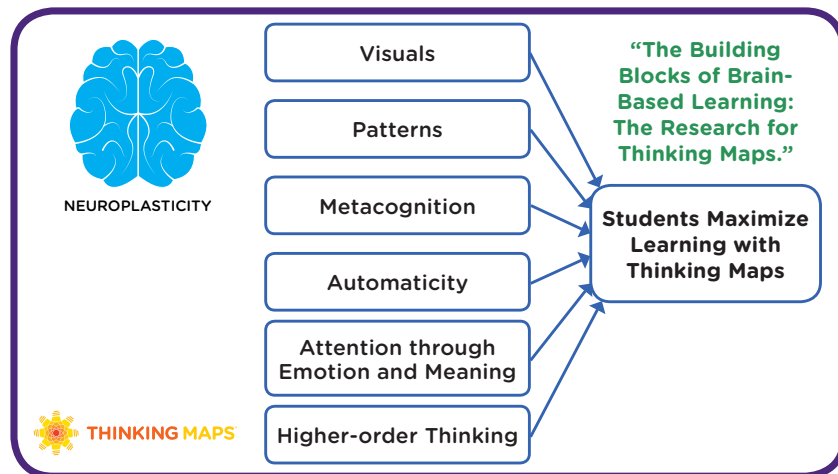 NEUROPLASTICITY
Visuals
Patterns
Metacognition
Automaticity
Attention through
Emotion and Meaning
Higher-order Thinking
“The Building
Blocks of Brain-
Based Learning:
The Research for
Thinking Maps.”
Students Maximize
Learning with
Thinking Maps
THINKING MAPS